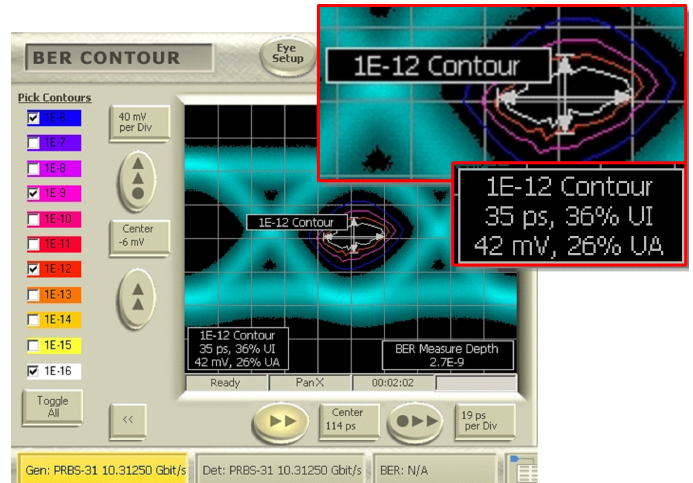 BER CONTOUR
Eye
Setup
Pick Contours
1E-6
1E-7
1E-8
1E-9
1E-10
1E-11
1E-12
1E-13
1E-14
1E-15
1E-16
Toggle
All
40 mV
per Div
Center
-6 mV
<<
1E-12 Contour
1E-12 Contour
35 ps, 36% UI
42 mV, 26% UA
1E-12 Contour
1E-12 Contour
35 ps, 36% UI
42 mV, 26% UA
BER Measure Depth
2.7E-9
Ready
Pan X
00:02:02
Center
114 ps
19 ps
per Div
Gen: PRBS-31 10.31250 Gbit/s
Det: PRBS-31 10.31250 Gbit/s
BER: N/A